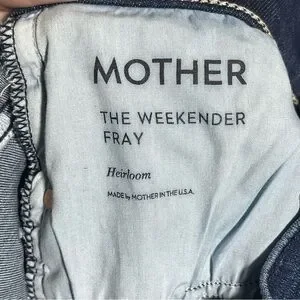 MOTHER
THE WEEKENDER
FRAY
Heirloom
MADE by MOTHER IN THE U.S.A.